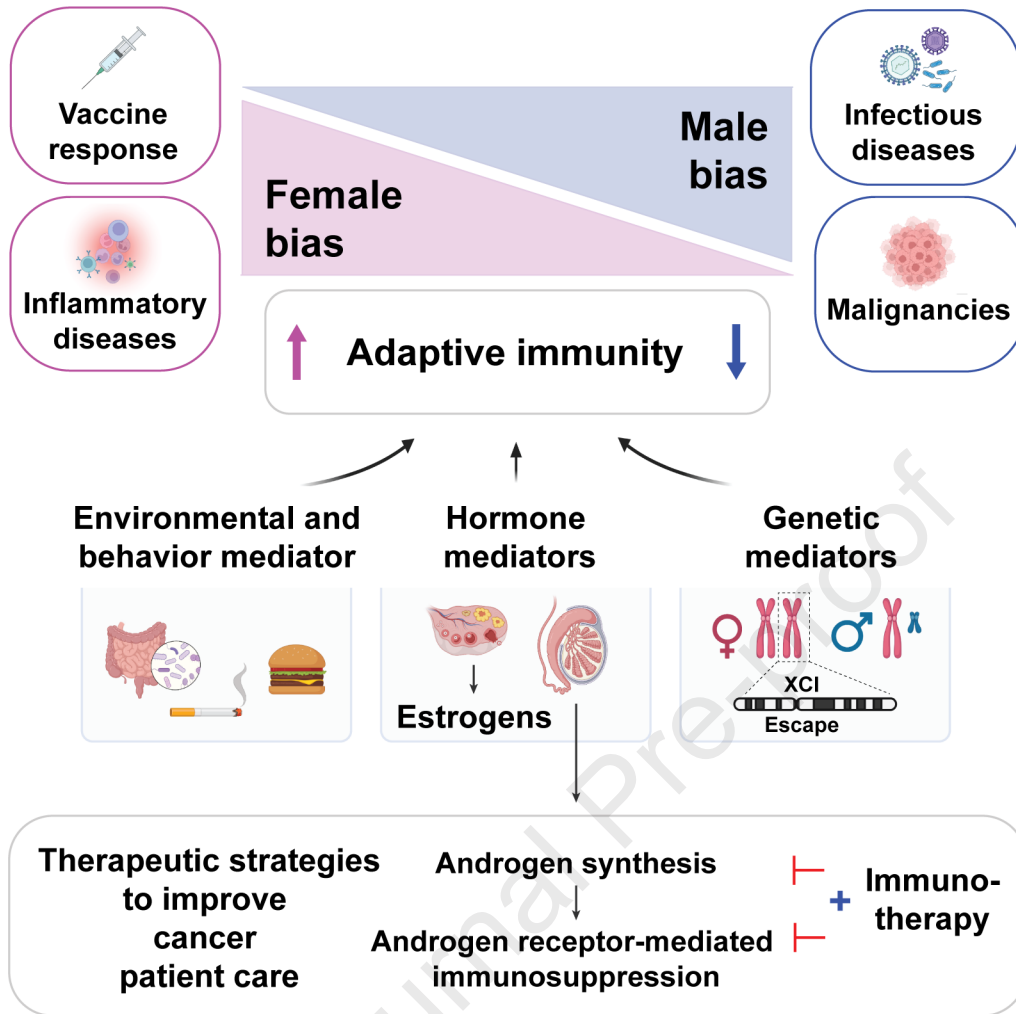 Vaccine
response
Inflammatory
diseases
Female
bias
Male
bias
Infectious
diseases
Malignancies
Adaptive immunity
Environmental and
behavior mediator
Hormone
mediators
Genetic
mediators
Estrogens
XCI
Escape
Therapeutic strategies
to improve
cancer
patient care
Androgen synthesis
Androgen receptor-mediated
immunosuppression
+
Immuno-
therapy
Pre-proof